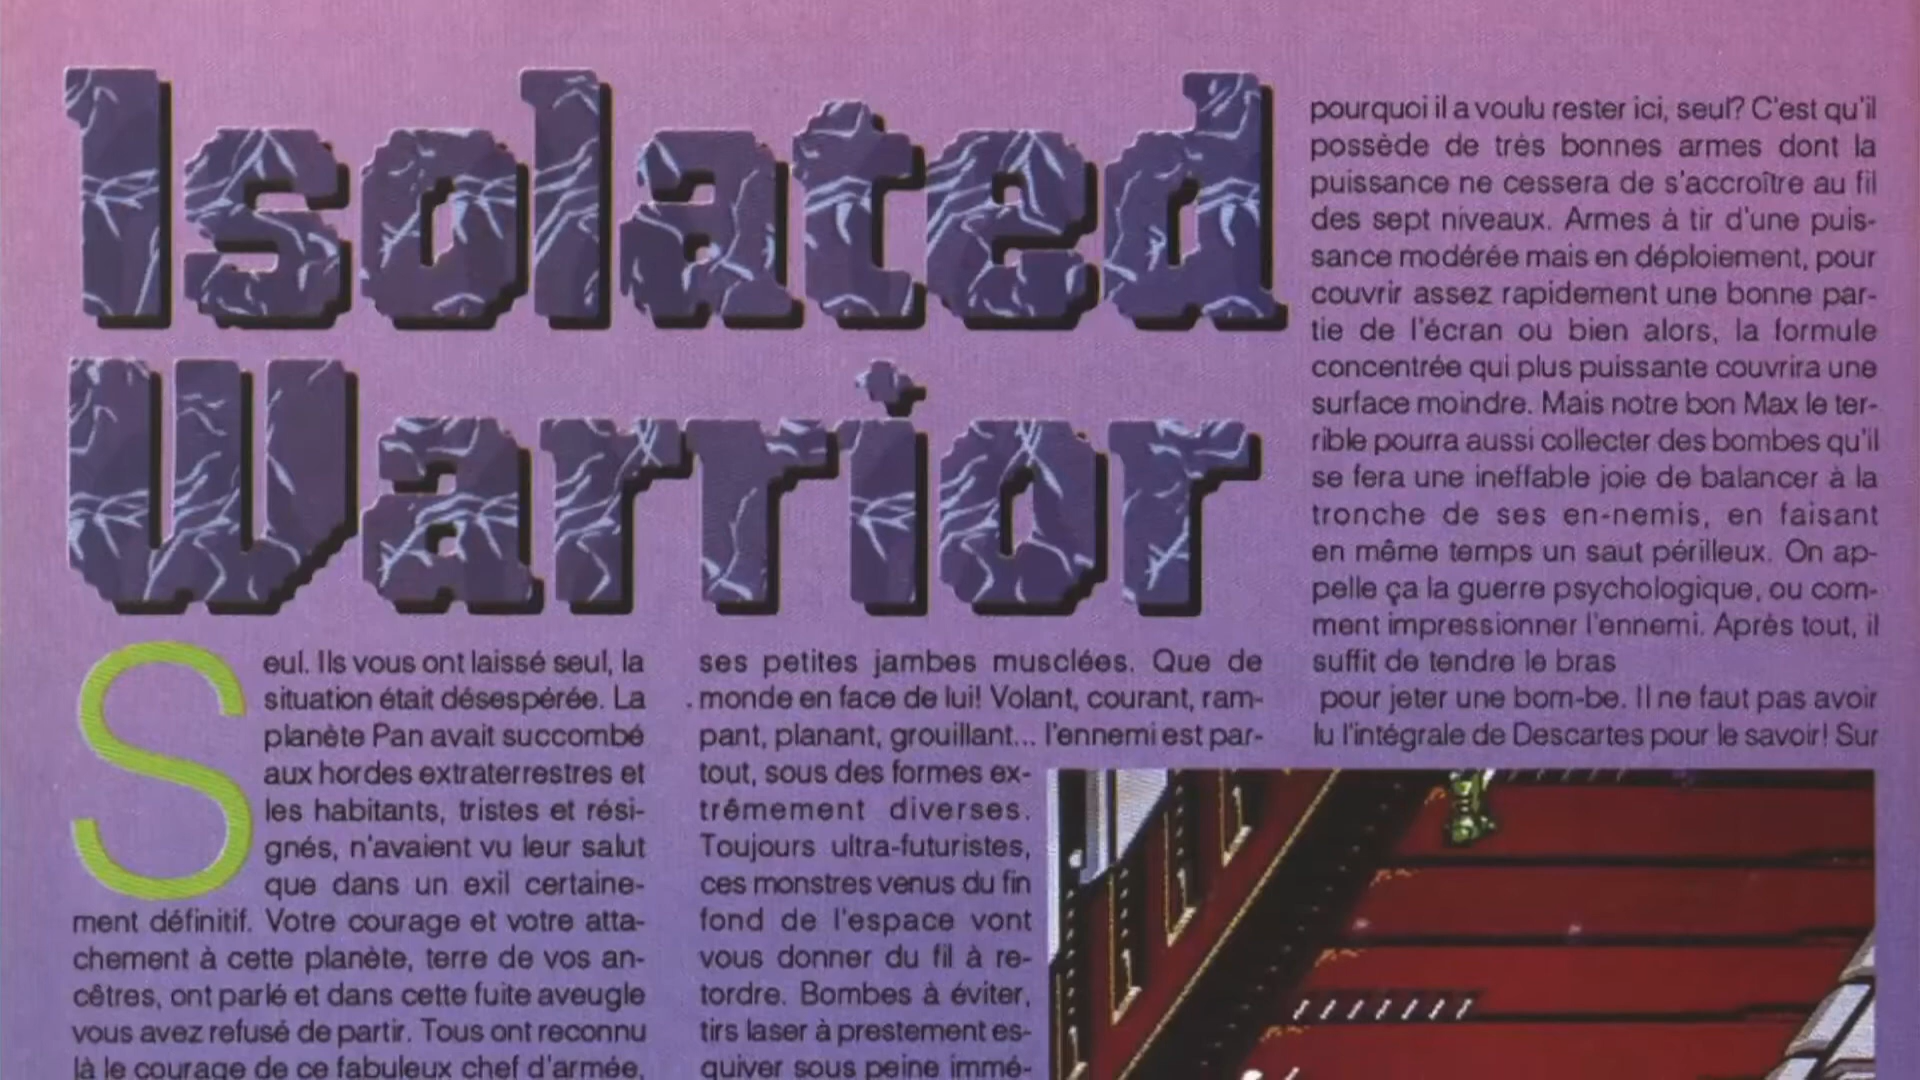 Isolated
Warrior
Seul. Ils vous ont laissé seul, la
situation était désespérée. La
planète Pan avait succombé
aux hordes extraterrestres et
les habitants, tristes et rési-
gnés, n'avaient vu leur salut
que dans un exil certaine-
ment définitif. Votre courage et votre atta-
chement à cette planète, terre de vos an-
cêtres, ont parlé et dans cette fuite aveugle
vous avez refusé de partir. Tous ont reconnu
là le courage de ce fabuleux chef d'armée,
ses petites jambes musclées. Que de
monde en face de lui! Volant, courant, ram-
pant, planant, grouillant... l'ennemi est par-
tout, sous des formes ex-
trêmement diverses.
Toujours ultra-futuristes,
ces monstres venus du fin
fond de l'espace vont
vous donner du fil à re-
tordre. Bombes à éviter,
tirs laser à prestement es-
quiver sous peine immé-
pourquoi il a voulu rester ici, seul? C'est qu'il
possède de très bonnes armes dont la
puissance ne cessera de s'accroître au fil
des sept niveaux. Armes à tir d'une puis-
sance modérée mais en déploiement, pour
couvrir assez rapidement une bonne par-
tie de l'écran ou bien alors, la formule
concentrée qui plus puissante couvrira une
surface moindre. Mais notre bon Max le ter-
rible pourra aussi collecter des bombes qu'il
se fera une ineffable joie de balancer à la
tronche de ses en-nemis, en faisant
en même temps un saut périlleux. On ap-
pelle ça la guerre psychologique, ou com-
ment impressionner l'ennemi. Après tout, il
suffit de tendre le bras
pour jeter une bom-be. Il ne faut pas avoir
lu l'intégrale de Descartes pour le savoir! Sur